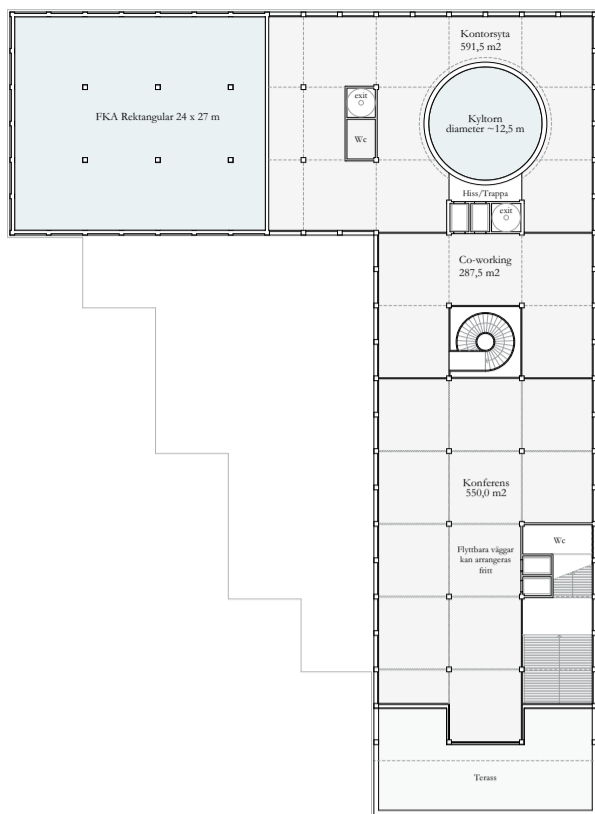 Kontorsyta
591,5 m2
exit
FKA Rektangular 24 x 27 m
Kyltorn
diameter ~12,5 m
Wc
Hiss/Trappa
exit
Co-working
287,5 m2
Konferens
550,0 m2
Wc
Flyttbara väggar
kan arrangeras
fritt
Terass